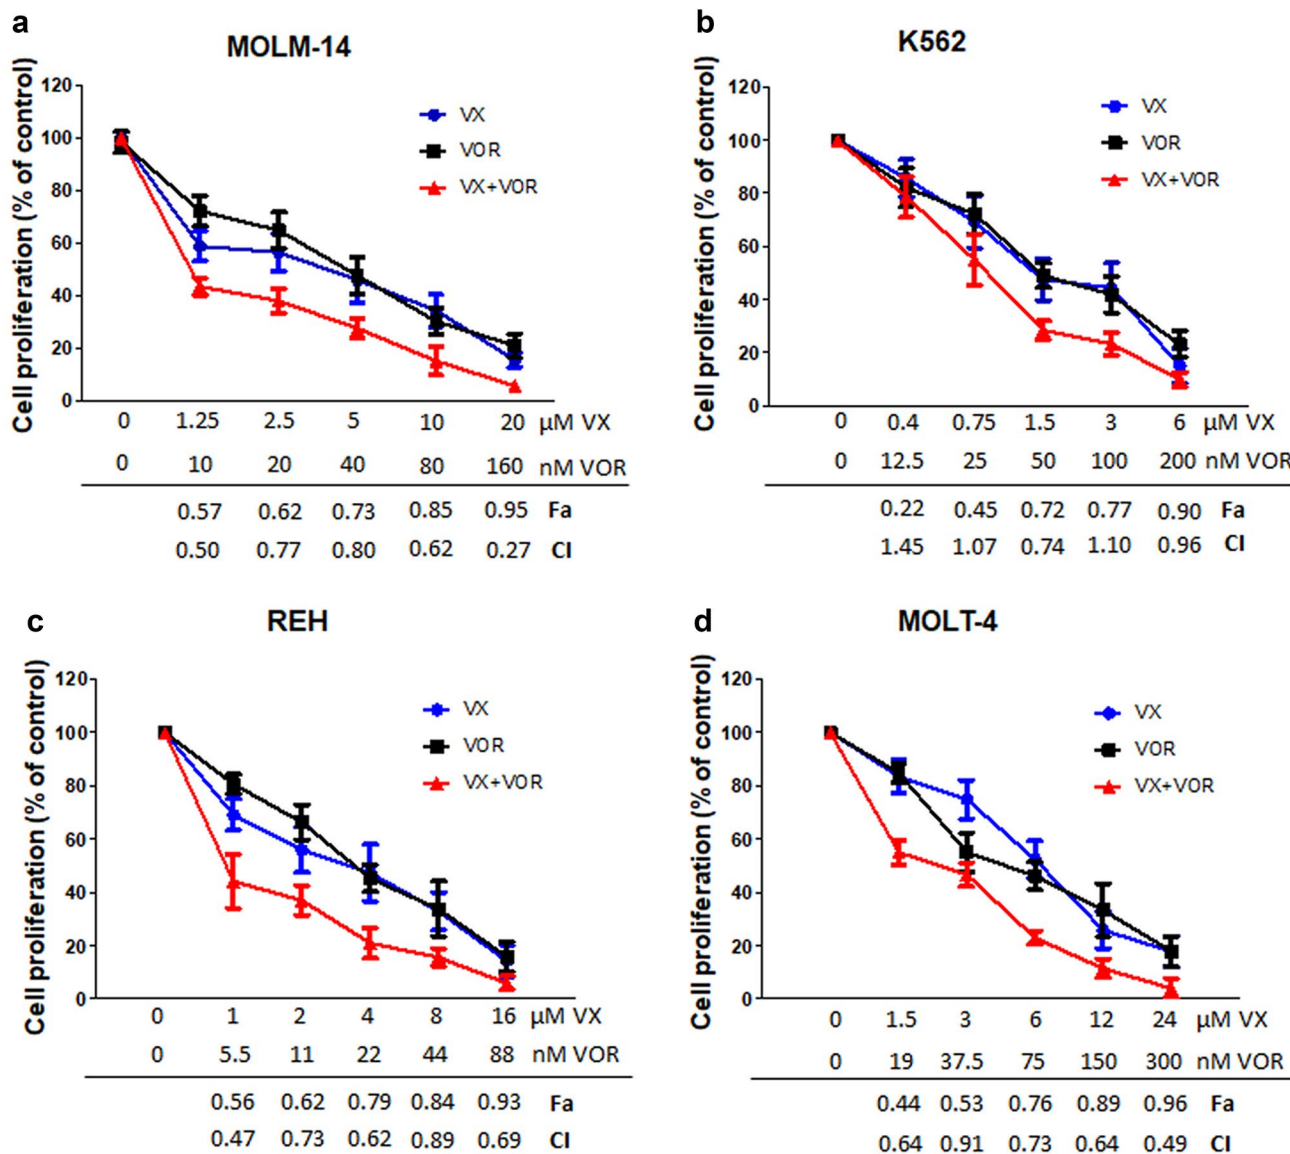 a
MOLM-14
Cell proliferation (% of control)
120
100
80
60
40
20
0
VX
VOR
VX+VOR
0 1.25 2.5 5 10 20 µM VX
0 10 20 40 80 160 nM VOR
0.57 0.62 0.73 0.85 0.95 Fa
0.50 0.77 0.80 0.62 0.27 CI
b
K562
Cell proliferation (% of control)
120
100
80
60
40
20
0
VX
VOR
VX+VOR
0 0.4 0.75 1.5 3 6 µM VX
0 12.5 25 50 100 200 nM VOR
0.22 0.45 0.72 0.77 0.90 Fa
1.45 1.07 0.74 1.10 0.96 CI
c
REH
Cell proliferation (% of control)
120
100
80
60
40
20
0
VX
VOR
VX+VOR
0 1 2 4 8 16 µM VX
0 5.5 11 22 44 88 nM VOR
0.56 0.62 0.79 0.84 0.93 Fa
0.47 0.73 0.62 0.89 0.69 CI
d
MOLT-4
Cell proliferation (% of control)
120
100
80
60
40
20
0
VX
VOR
VX+VOR
0 1.5 3 6 12 24 µM VX
0 19 37.5 75 150 300 nM VOR
0.44 0.53 0.76 0.89 0.96 Fa
0.64 0.91 0.73 0.64 0.49 CI